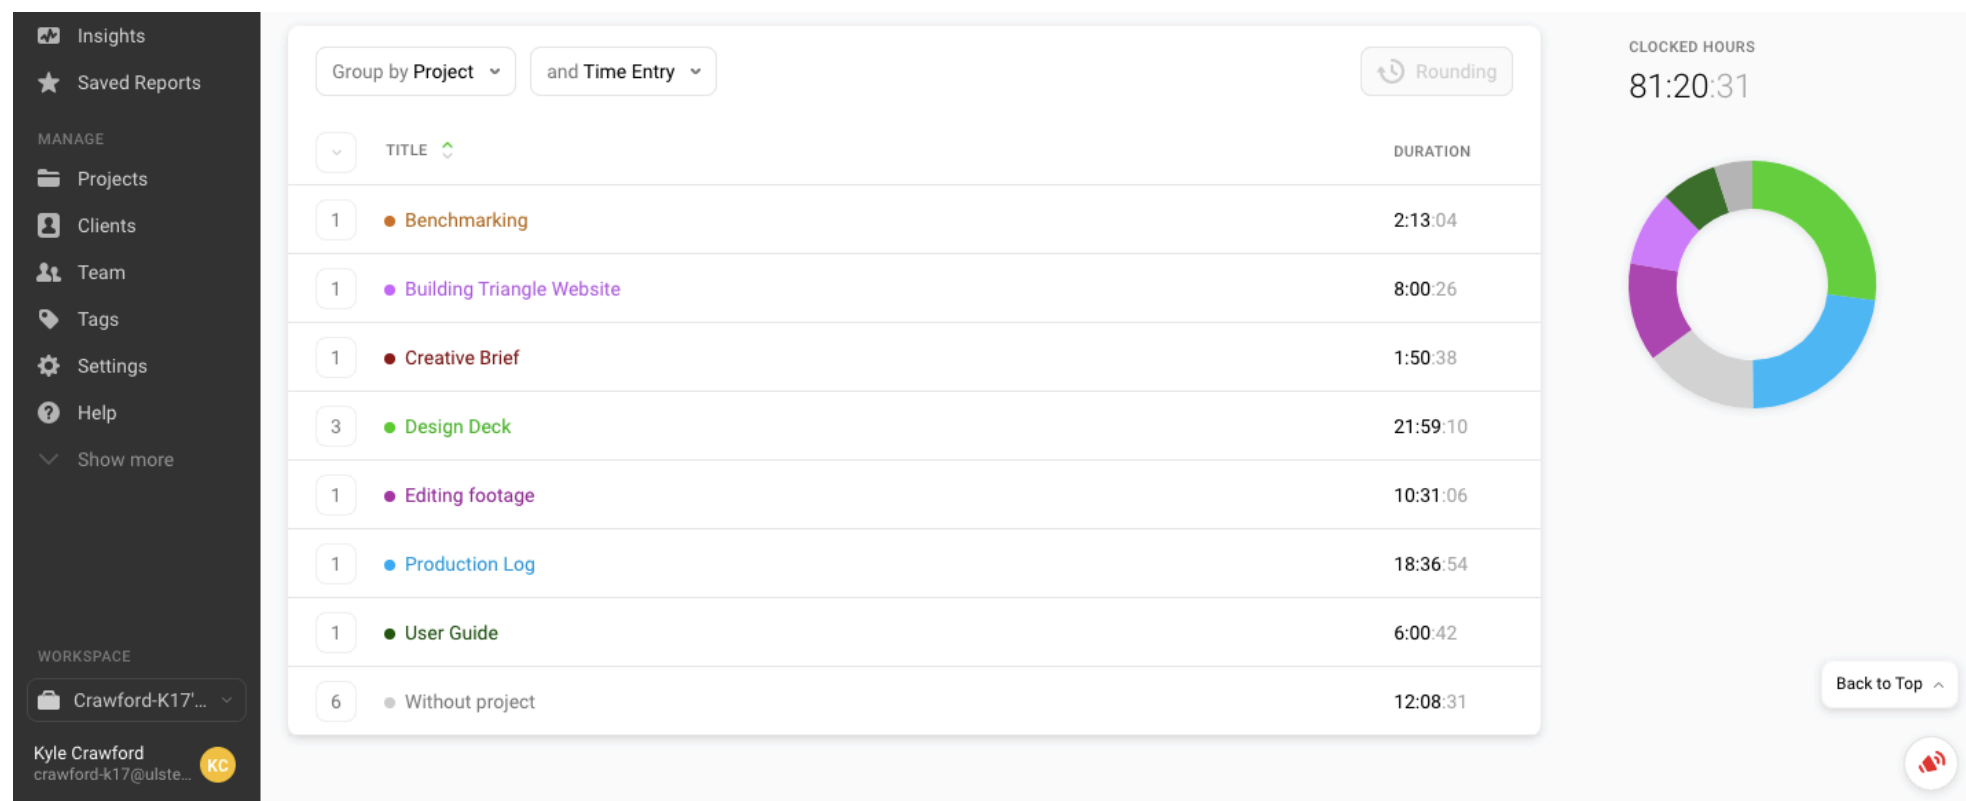 Insights
Saved Reports
MANAGE
Projects
Clients
Team
Tags
Settings
Help
Show more
WORKSPACE
Crawford-K17'...
Kyle Crawford
crawford-k17@ulste...
KC
Group by Project
and Time Entry
Rounding
TITLE DURATION
1 Benchmarking 2:13:04
1 Building Triangle Website 8:00:26
1 Creative Brief 1:50:38
3 Design Deck 21:59:10
1 Editing footage 10:31:06
1 Production Log 18:36:54
1 User Guide 6:00:42
6 Without project 12:08:31
CLOCKED HOURS
81:20:31
Back to Top